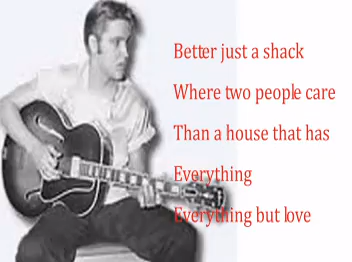 Better just a shack
Where two people care
Than a house that has
Everything
Everything but love